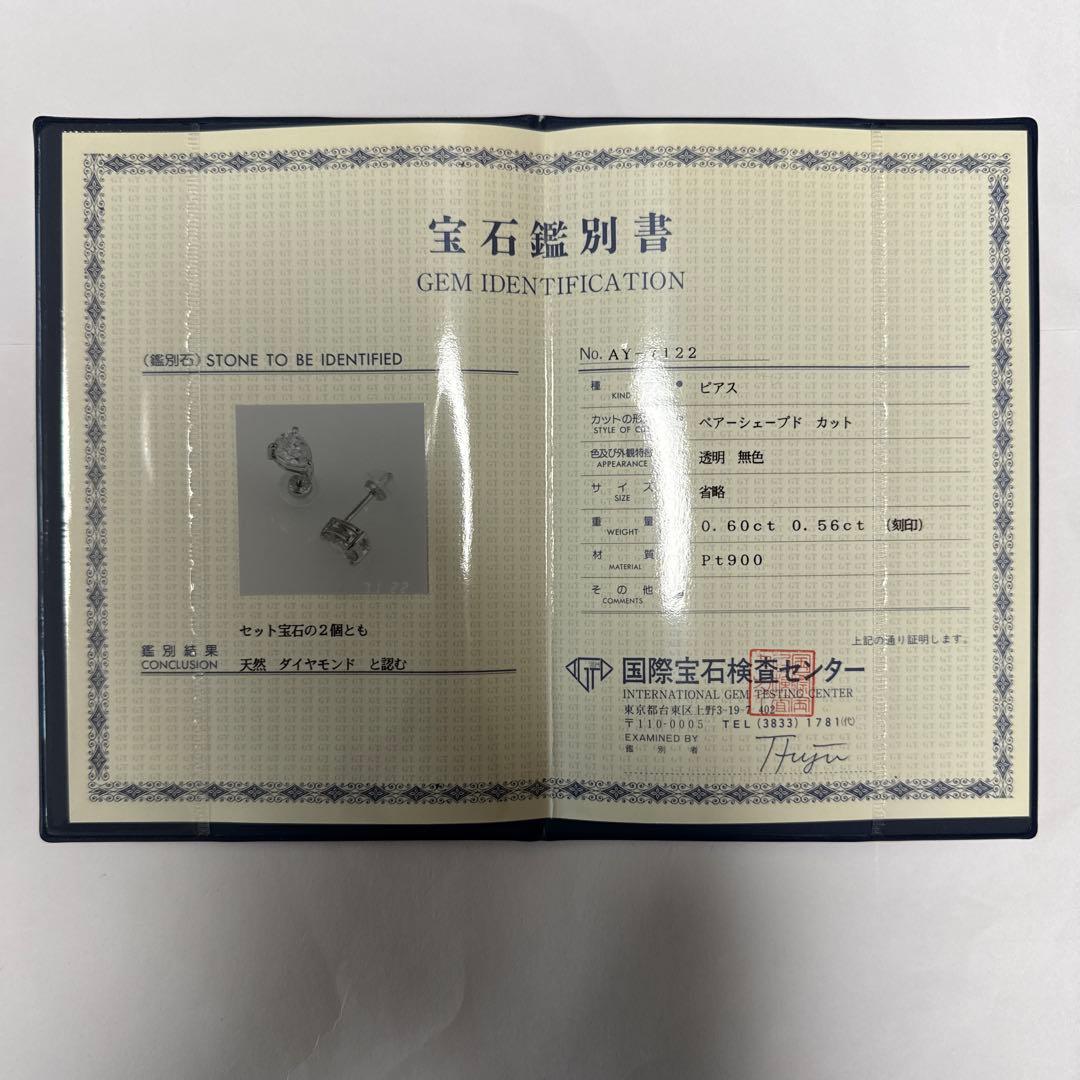 宝石鑑別書
GEM IDENTIFICATION
(鑑別石) STONE TO BE IDENTIFIED
セット宝石の2個とも
鑑別結果
CONCLUSION
天然 ダイヤモンド と認む
No. AY-7122
種
KIND
ピアス
カットの形
STYLE OF
ペアーシェーブド カット
色及び外観特徴
APPEARANCE
透明 無色
サイズ
SIZE
省略
重量
WEIGHT
0.60ct 0.56ct (刻印)
材質
MATERIAL
Pt900
その他
COMMENTS
上記の通り証明します。
国際宝石検査センター
INTERNATIONAL GEM TESTING CENTER
東京都台東区上野3-19-7 402
〒110-0005 TEL (3833) 1781(代)
EXAMINED BY
鑑別者